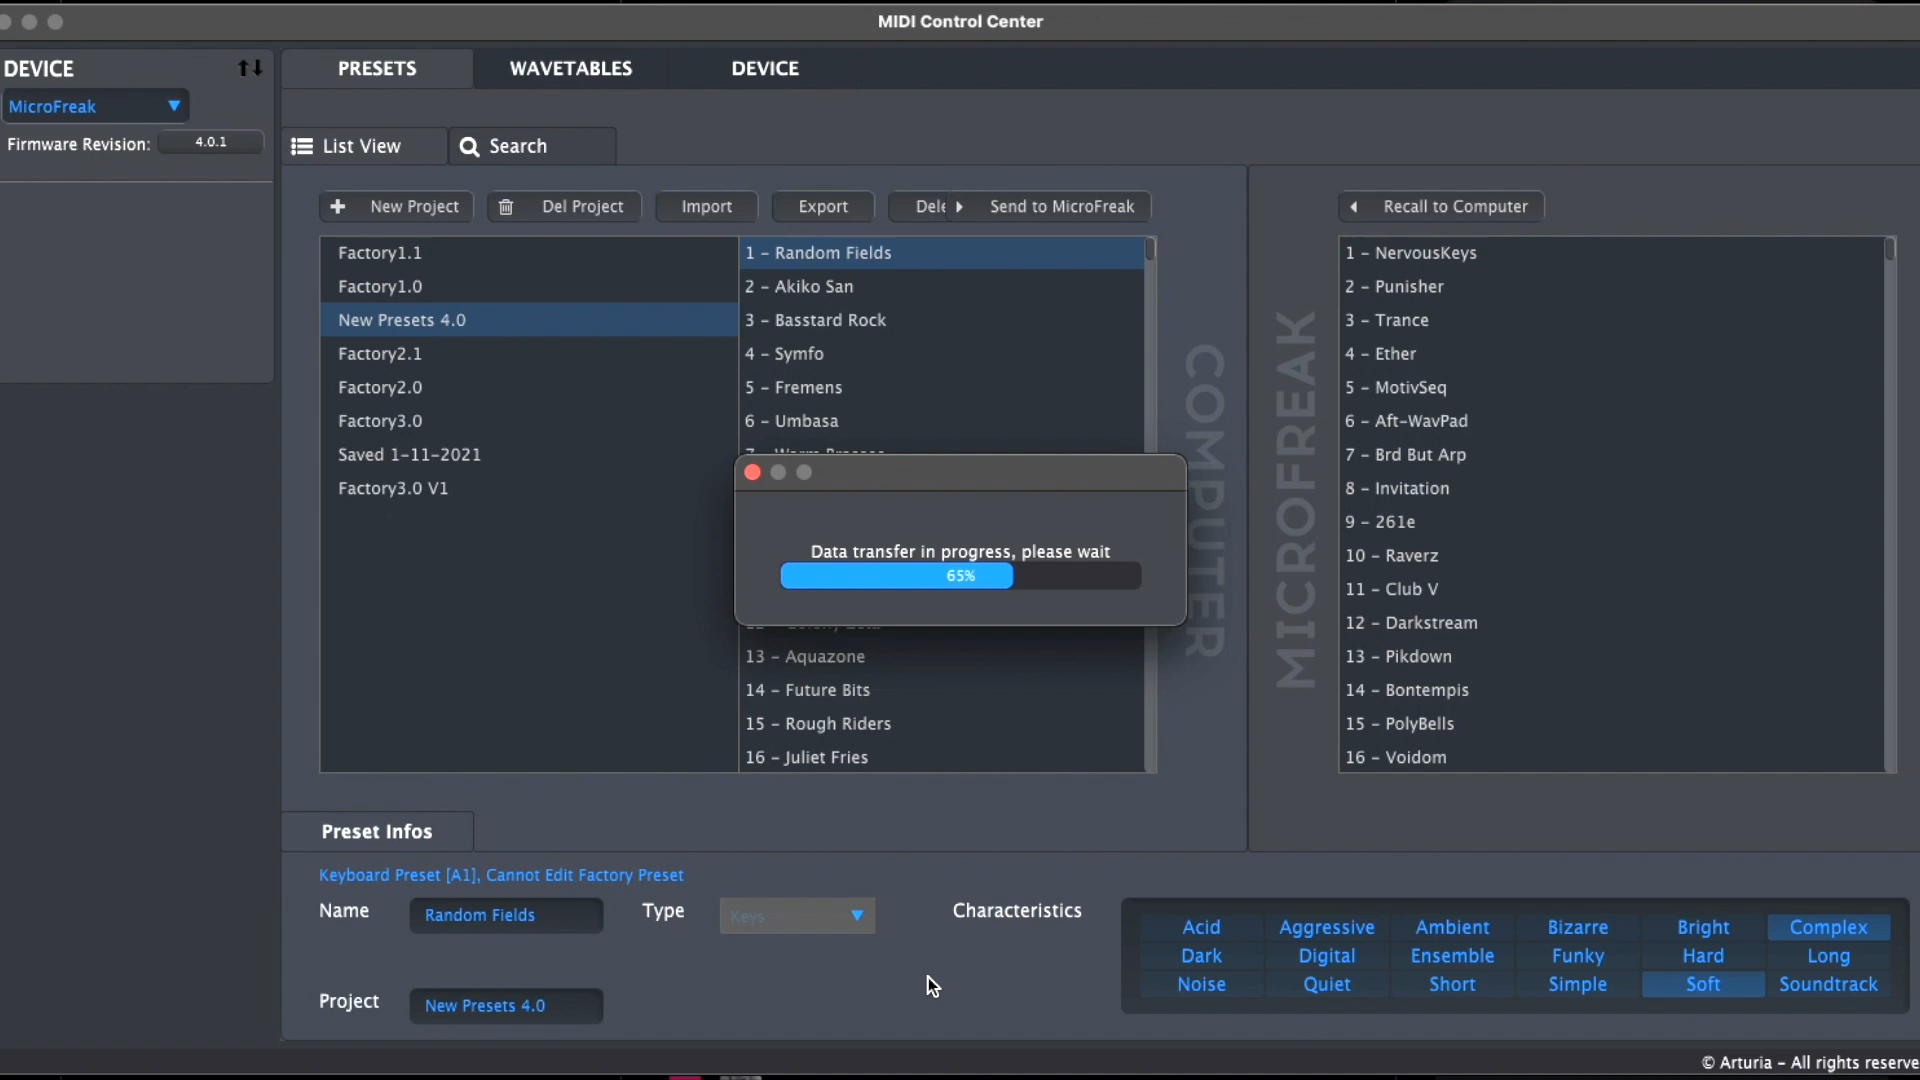 MIDI Control Center
DEVICE
MicroFreak
Firmware Revision: 4.0.1
PRESETS WAVETABLES DEVICE
List View Search
New Project Del Project Import Export Dele Send to MicroFreak
Recall to Computer
Factory1.1
Factory1.0
New Presets 4.0
Factory2.1
Factory2.0
Factory3.0
Saved 1-11-2021
Factory3.0 V1
1 - Random Fields
2 - Akiko San
3 - Basstard Rock
4 - Symfo
5 - Fremens
6 - Umbasa
13 - Aquazone
14 - Future Bits
15 - Rough Riders
16 - Juliet Fries
Data transfer in progress, please wait
65%
COMPUTER
MICROFREAK
1 - NervousKeys
2 - Punisher
3 - Trance
4 - Ether
5 - MotivSeq
6 - Aft-WavPad
7 - Brd But Arp
8 - Invitation
9 - 261e
10 - Raverz
11 - Club V
12 - Darkstream
13 - Pikdown
14 - Bontempis
15 - PolyBells
16 - Voidom
Preset Infos
Keyboard Preset [A1], Cannot Edit Factory Preset
Name Random Fields Type Keys Characteristics
Project New Presets 4.0
Acid Aggressive Ambient Bizarre Bright Complex
Dark Digital Ensemble Funky Hard Long
Noise Quiet Short Simple Soft Soundtrack
© Arturia - All rights reserve